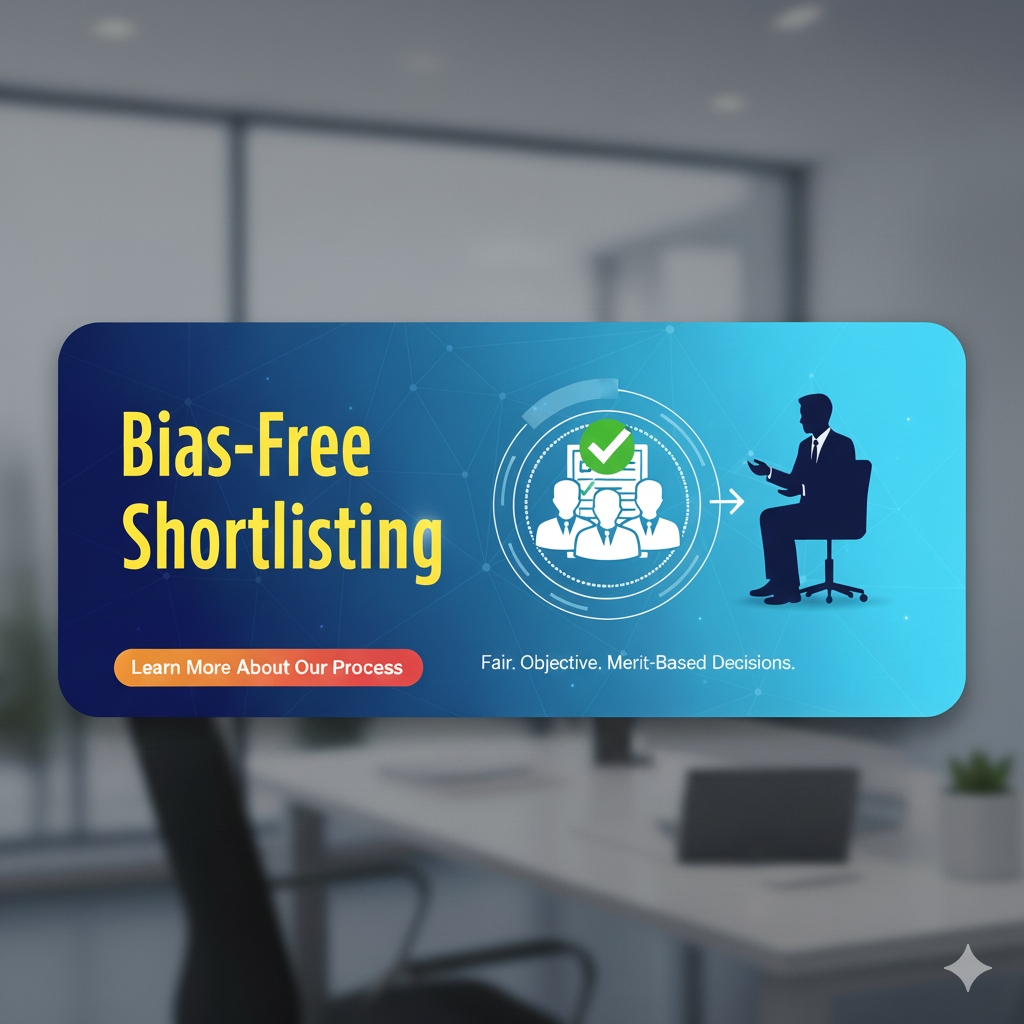 Bias-Free
Shortlisting
Learn More About Our Process
Fair. Objective. Merit-Based Decisions.